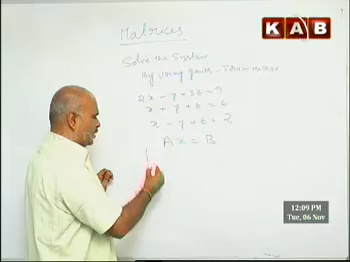 KAB
Matrices
Solve the System
By using Gauss - Jordan Method
2x - y + 3z = 9
x + y + z = 6
x - y + z = 2
AX = B
12:09 PM
Tue, 06 Nov